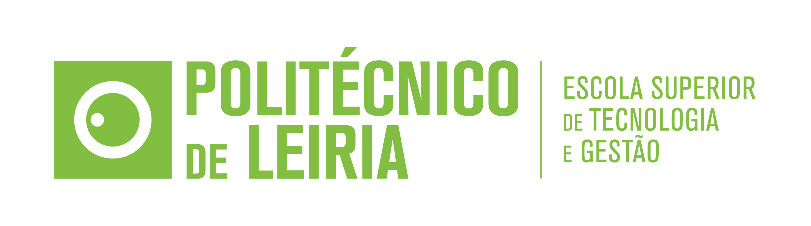 POLITÉCNICO
DE LEIRIA
ESCOLA SUPERIOR
DE TECNOLOGIA
E GESTÃO